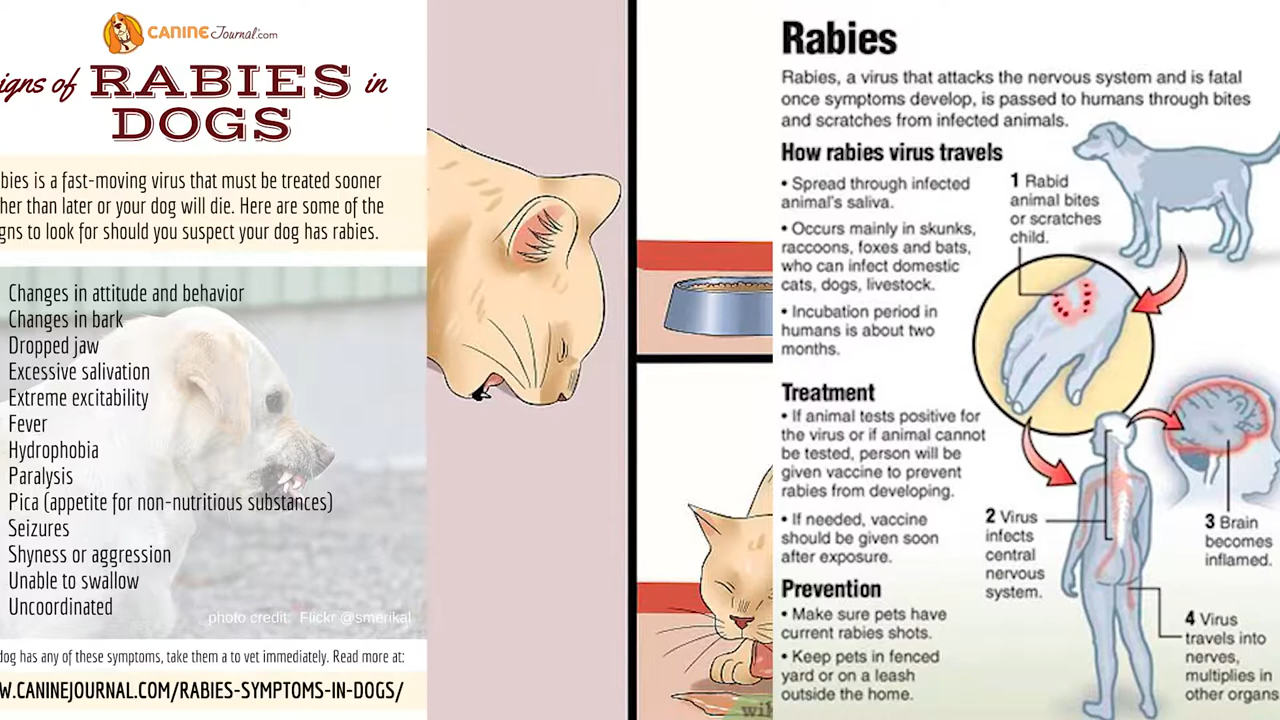 CANINE Journal.com
igns of RABIES in
DOGS
bies is a fast-moving virus that must be treated sooner
her than later or your dog will die. Here are some of the
gns to look for should you suspect your dog has rabies.
Changes in attitude and behavior
Changes in bark
Dropped jaw
Excessive salivation
Extreme excitability
Fever
Hydrophobia
Paralysis
Pica (appetite for non-nutritious substances)
Seizures
Shyness or aggression
Unable to swallow
Uncoordinated
photo credit: Flickr @smerikal
dog has any of these symptoms, take them a to vet immediately. Read more at:
W.CANINEJOURNAL.COM/RABIES-SYMPTOMS-IN-DOGS/
wik
Rabies
Rabies, a virus that attacks the nervous system and is fatal
once symptoms develop, is passed to humans through bites
and scratches from infected animals.
How rabies virus travels
• Spread through infected
animal's saliva.
• Occurs mainly in skunks,
raccoons, foxes and bats,
who can infect domestic
cats, dogs, livestock.
• Incubation period in
humans is about two
months.
Treatment
• If animal tests positive for
the virus or if animal cannot
be tested, person will be
given vaccine to prevent
rabies from developing.
• If needed, vaccine
should be given soon
after exposure.
Prevention
• Make sure pets have
current rabies shots.
• Keep pets in fenced
yard or on a leash
outside the home.
1 Rabid
animal bites
or scratches
child.
2 Virus
infects
central
nervous
system.
3 Brain
becomes
inflamed.
4 Virus
travels into
nerves,
multiplies in
other organs